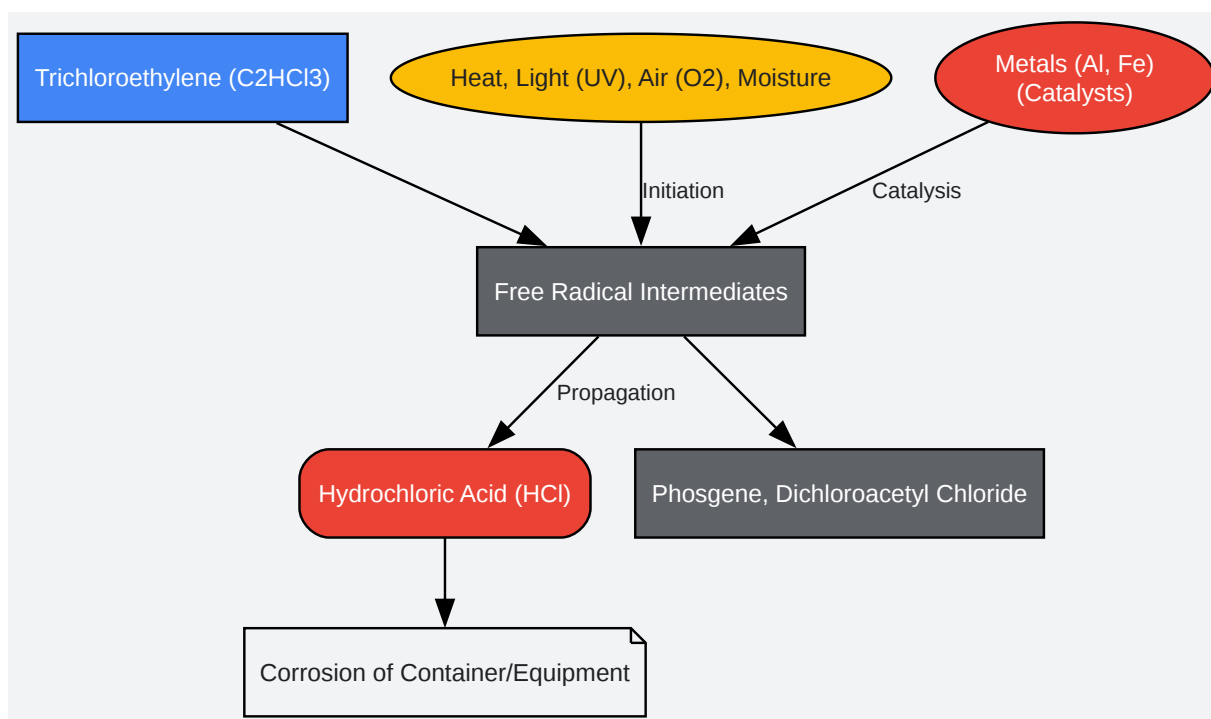 Trichloroethylene (C2HCl3)
Heat, Light (UV), Air (O2), Moisture
Metals (Al, Fe)
(Catalysts)
Initiation
Catalysis
Free Radical Intermediates
Propagation
Hydrochloric Acid (HCl)
Phosgene, Dichloroacetyl Chloride
Corrosion of Container/Equipment